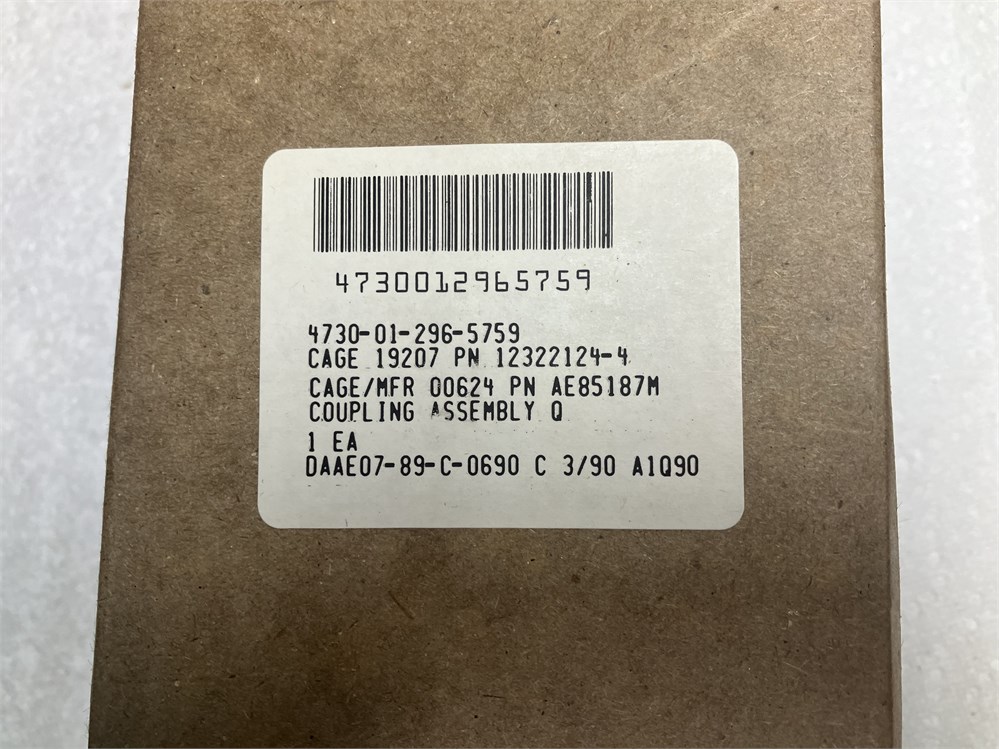 4730012965759
4730-01-296-5759
CAGE 19207 PN 12322124-4
CAGE/MFR 00624 PN AE85187M
COUPLING ASSEMBLY Q
1 EA
DAAE07-89-C-0690 C 3/90 A1Q90